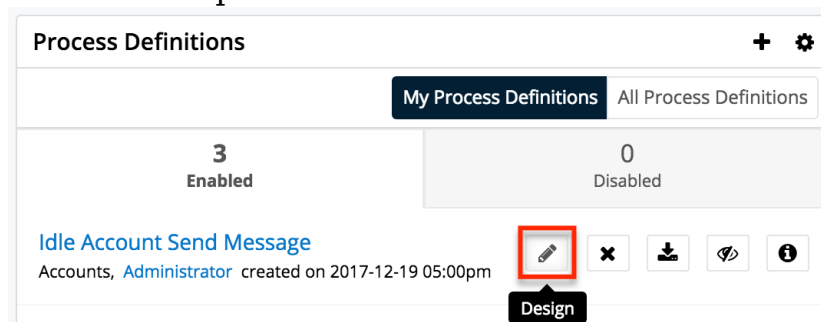 Process Definitions
My Process Definitions All Process Definitions
3 0
Enabled Disabled
Idle Account Send Message
Accounts, Administrator created on 2017-12-19 05:00pm
Design